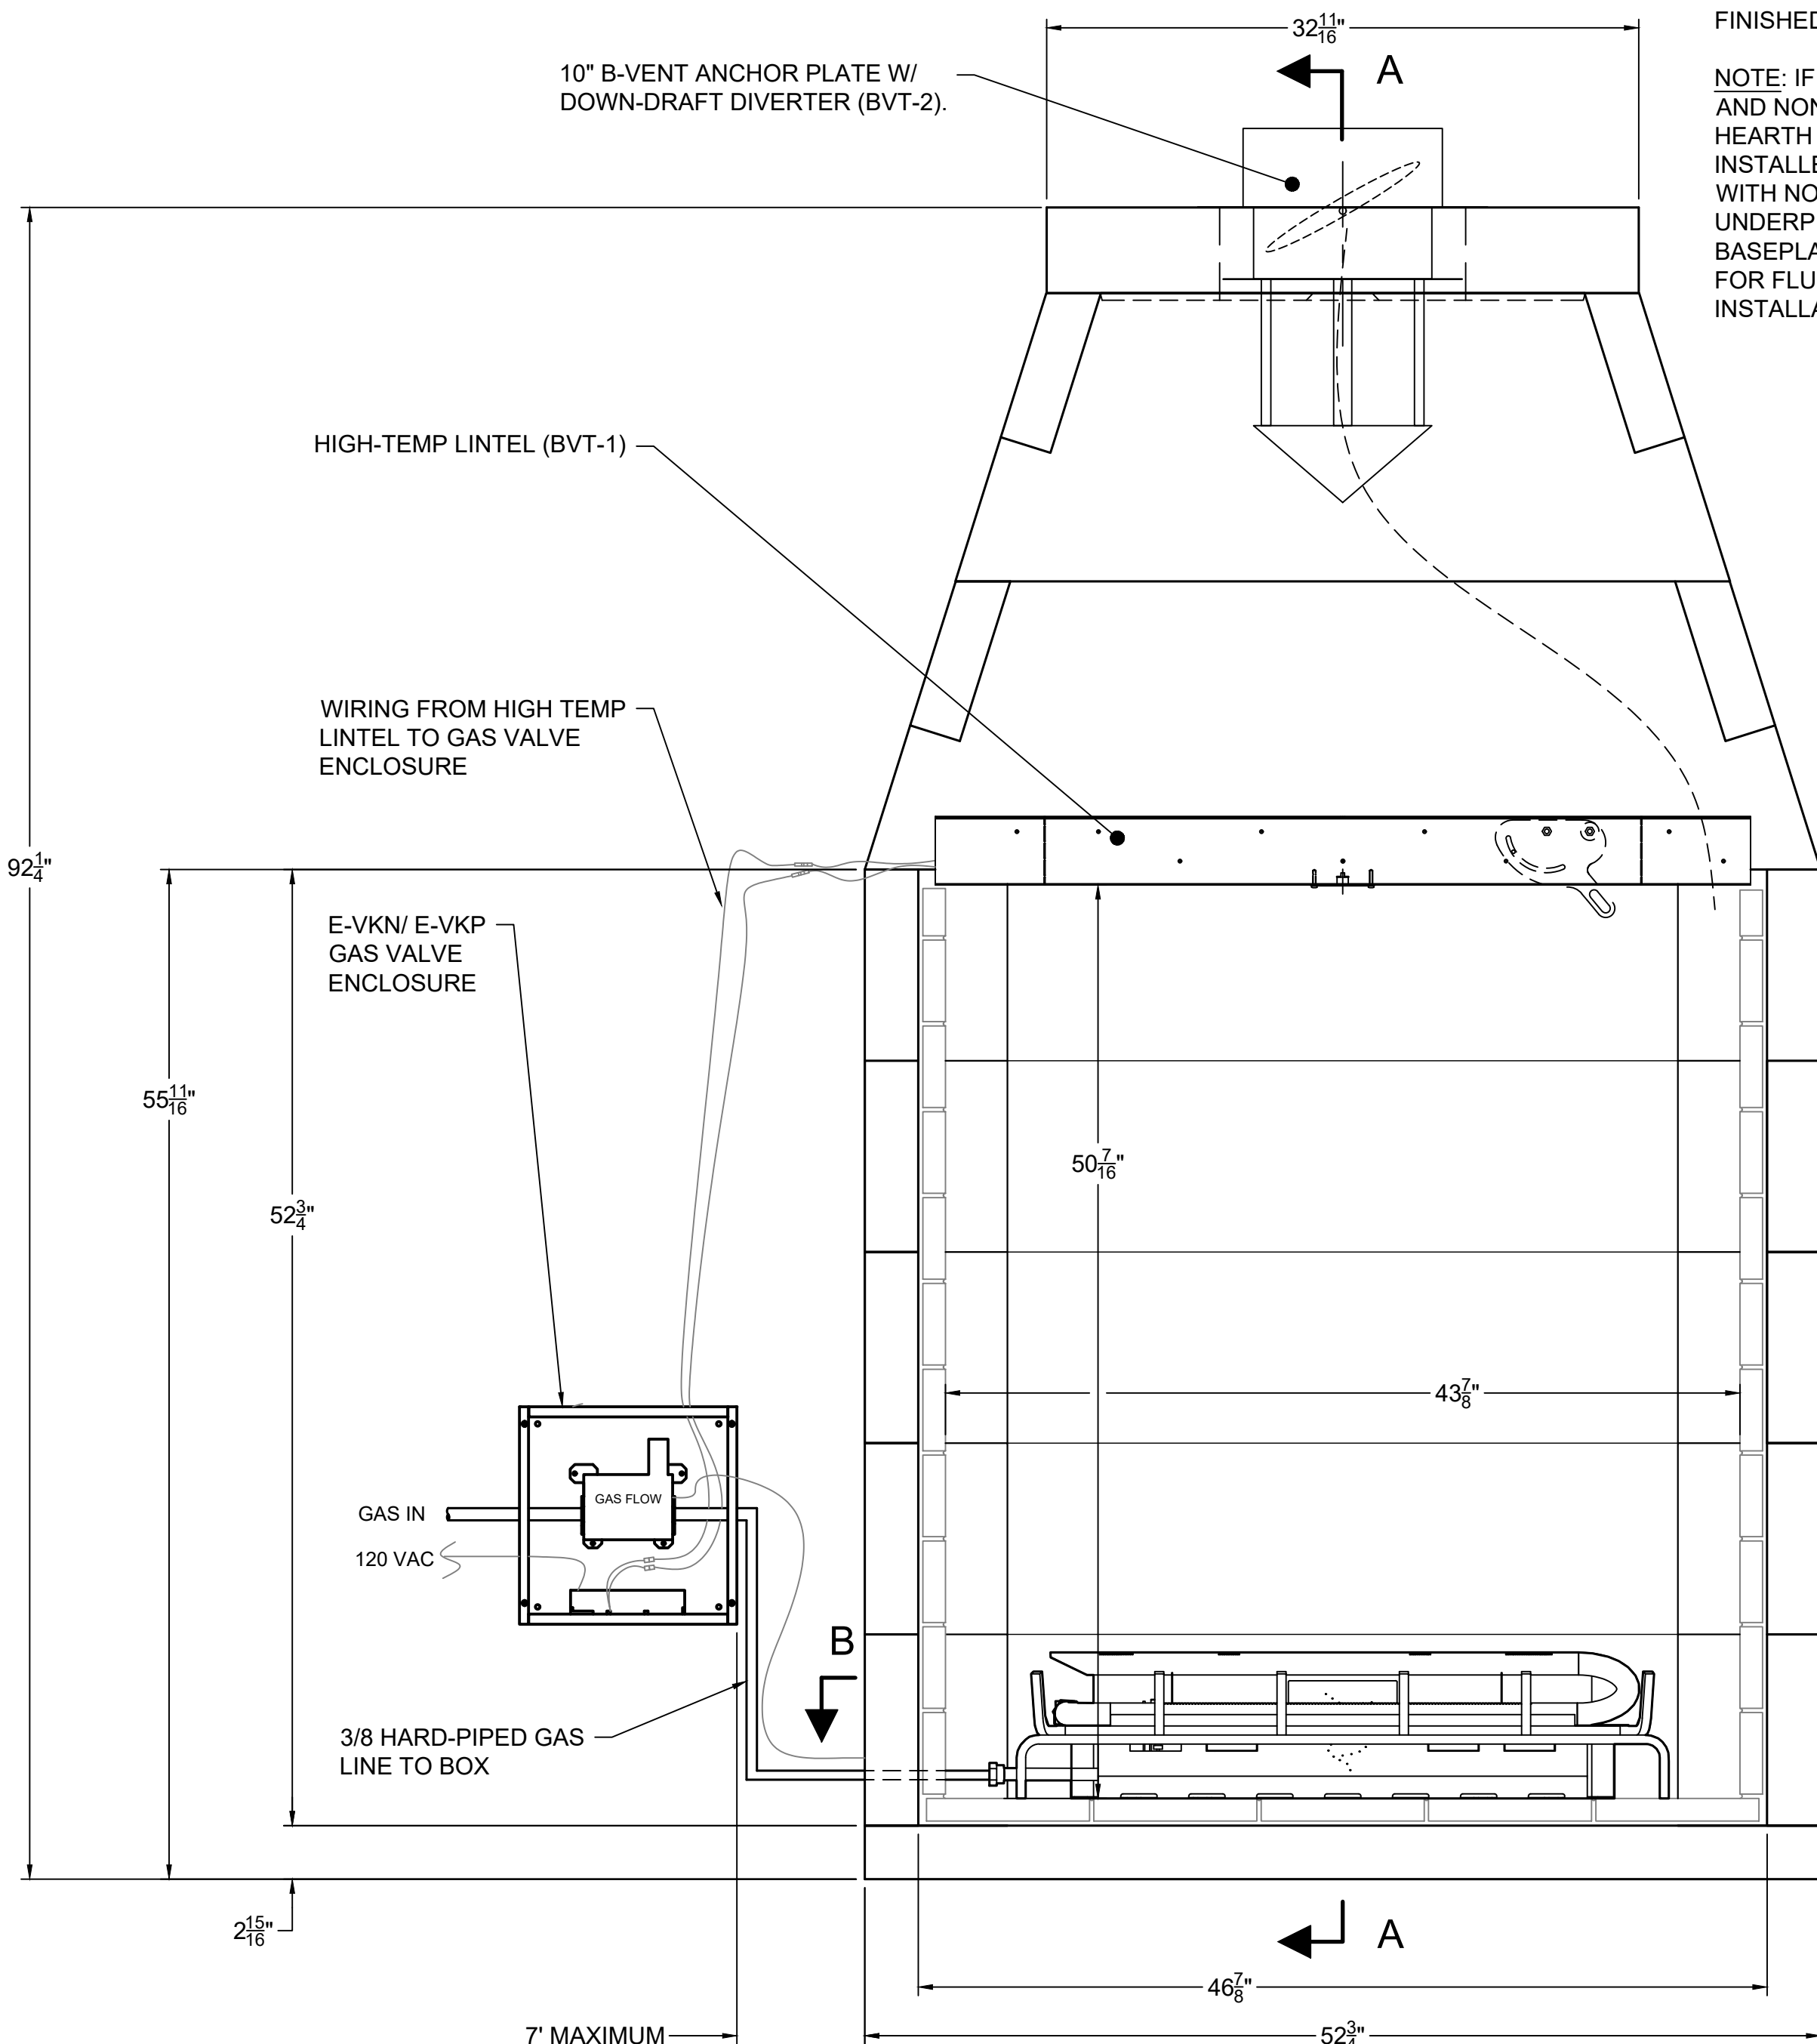 32 11/16"
A
10" B-VENT ANCHOR PLATE W/
DOWN-DRAFT DIVERTER (BVT-2).
FINISHED
NOTE: IF
AND NON
HEARTH
INSTALLE
WITH NO
UNDERP
BASEPLA
FOR FLU
INSTALLA
HIGH-TEMP LINTEL (BVT-1)
WIRING FROM HIGH TEMP
LINTEL TO GAS VALVE
ENCLOSURE
92 1/4"
E-VKN/ E-VKP
GAS VALVE
ENCLOSURE
55 11/16"
50 7/16"
52 3/4"
43 7/8"
GAS FLOW
GAS IN
120 VAC
B
3/8 HARD-PIPED GAS
LINE TO BOX
2 15/16"
A
46 7/8"
7' MAXIMUM
52 3/4"